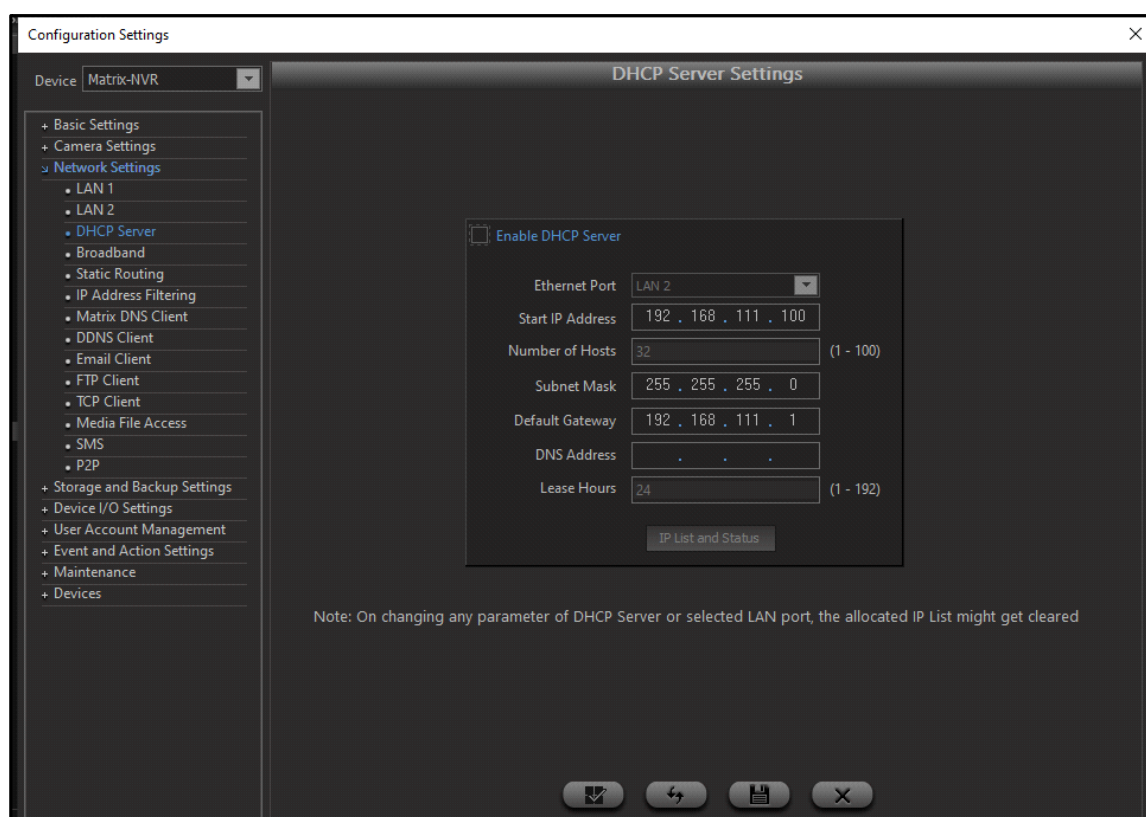 Configuration Settings
Device Matrix-NVR
DHCP Server Settings
+ Basic Settings
+ Camera Settings
Network Settings
LAN 1
LAN 2
DHCP Server
Broadband
Static Routing
IP Address Filtering
Matrix DNS Client
DDNS Client
Email Client
FTP Client
TCP Client
Media File Access
SMS
P2P
+ Storage and Backup Settings
+ Device I/O Settings
+ User Account Management
+ Event and Action Settings
+ Maintenance
+ Devices
Enable DHCP Server
Ethernet Port LAN 2
Start IP Address 192 . 168 . 111 . 100
Number of Hosts 32 (1 - 100)
Subnet Mask 255 . 255 . 255 . 0
Default Gateway 192 . 168 . 111 . 1
DNS Address . . .
Lease Hours 24 (1 - 192)
IP List and Status
Note: On changing any parameter of DHCP Server or selected LAN port, the allocated IP List might get cleared